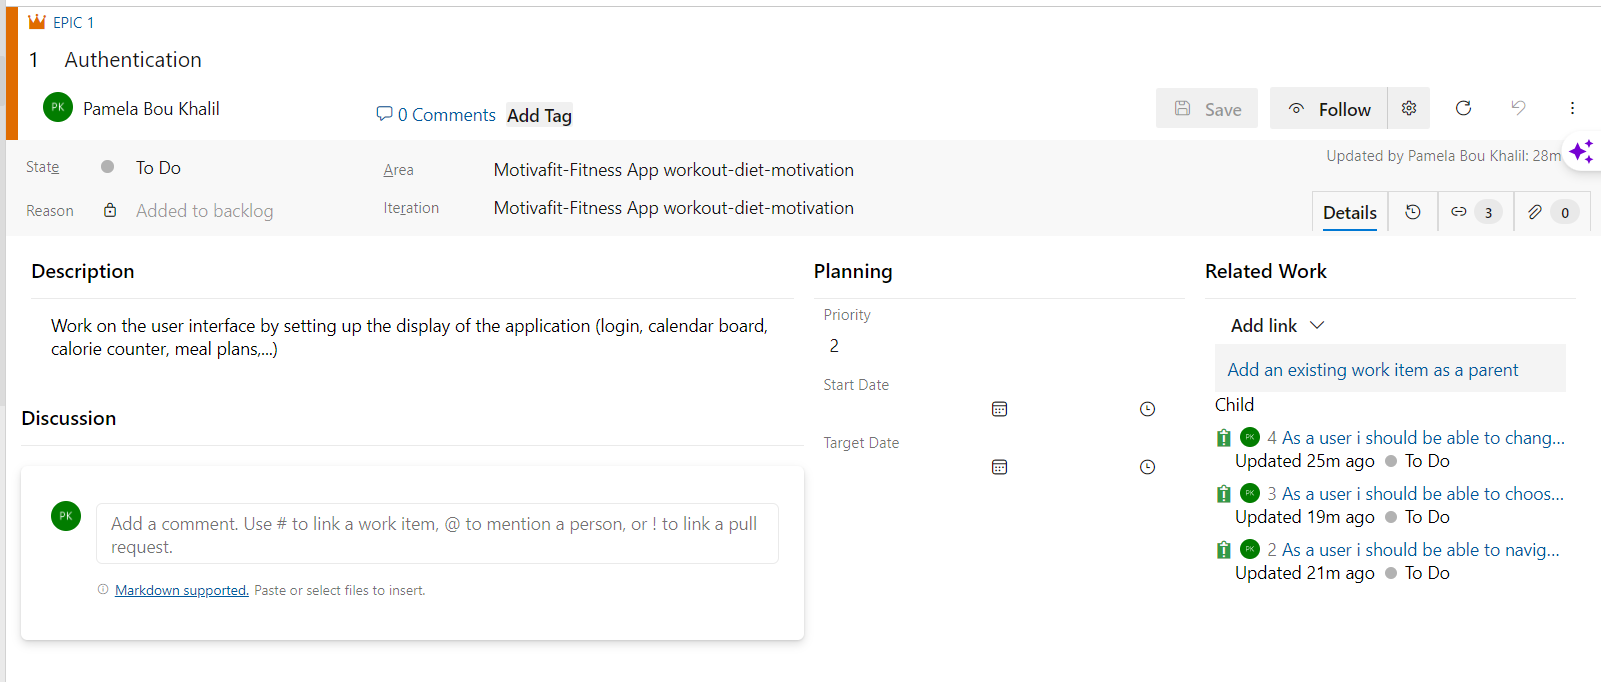 EPIC 1
1 Authentication
PK Pamela Bou Khalil
0 Comments Add Tag
Save Follow
State To Do
Area Motivafit-Fitness App workout-diet-motivation
Updated by Pamela Bou Khalil: 28m
Reason Added to backlog
Iteration Motivafit-Fitness App workout-diet-motivation
Details 3 0
Description
Work on the user interface by setting up the display of the application (login, calendar board,
calorie counter, meal plans,...)
Discussion
PK
Add a comment. Use # to link a work item, @ to mention a person, or ! to link a pull
request.
Markdown supported. Paste or select files to insert.
Planning
Priority
2
Start Date
Target Date
Related Work
Add link
Add an existing work item as a parent
Child
PK 4 As a user i should be able to chang...
Updated 25m ago To Do
PK 3 As a user i should be able to choos...
Updated 19m ago To Do
PK 2 As a user i should be able to navig...
Updated 21m ago To Do